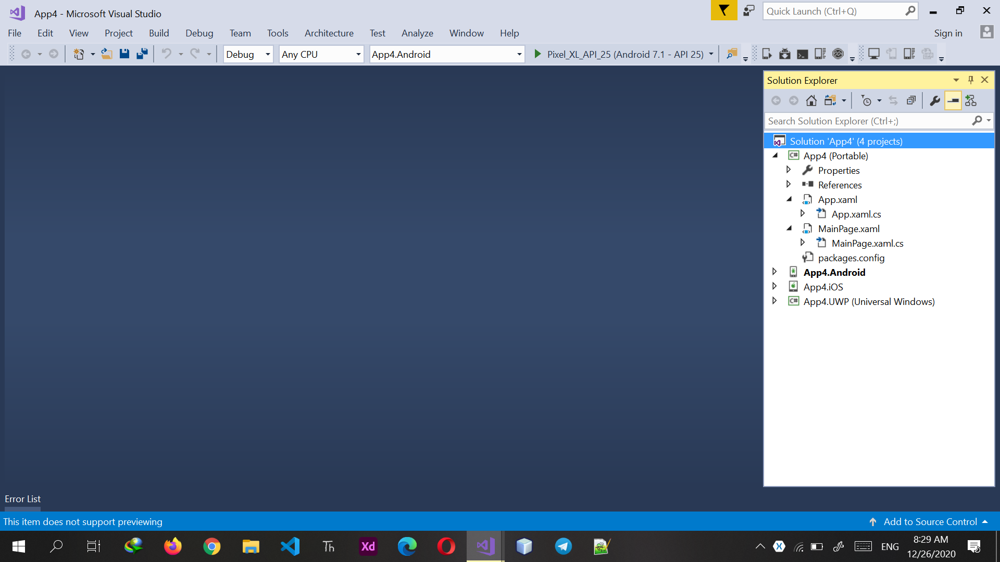 App4 - Microsoft Visual Studio
Quick Launch (Ctrl+Q)
File Edit View Project Build Debug Team Tools Architecture Test Analyze Window Help
Sign in
Debug Any CPU App4.Android Pixel_XL_API_25 (Android 7.1 - API 25)
Solution Explorer
Search Solution Explorer (Ctrl+;)
Solution 'App4' (4 projects)
C# App4 (Portable)
Properties
References
App.xaml
App.xaml.cs
MainPage.xaml
MainPage.xaml.cs
packages.config
App4.Android
App4.iOS
C# App4.UWP (Universal Windows)
Error List
This item does not support previewing
Add to Source Control
Th
Xd
ENG
8:29 AM
12/26/2020